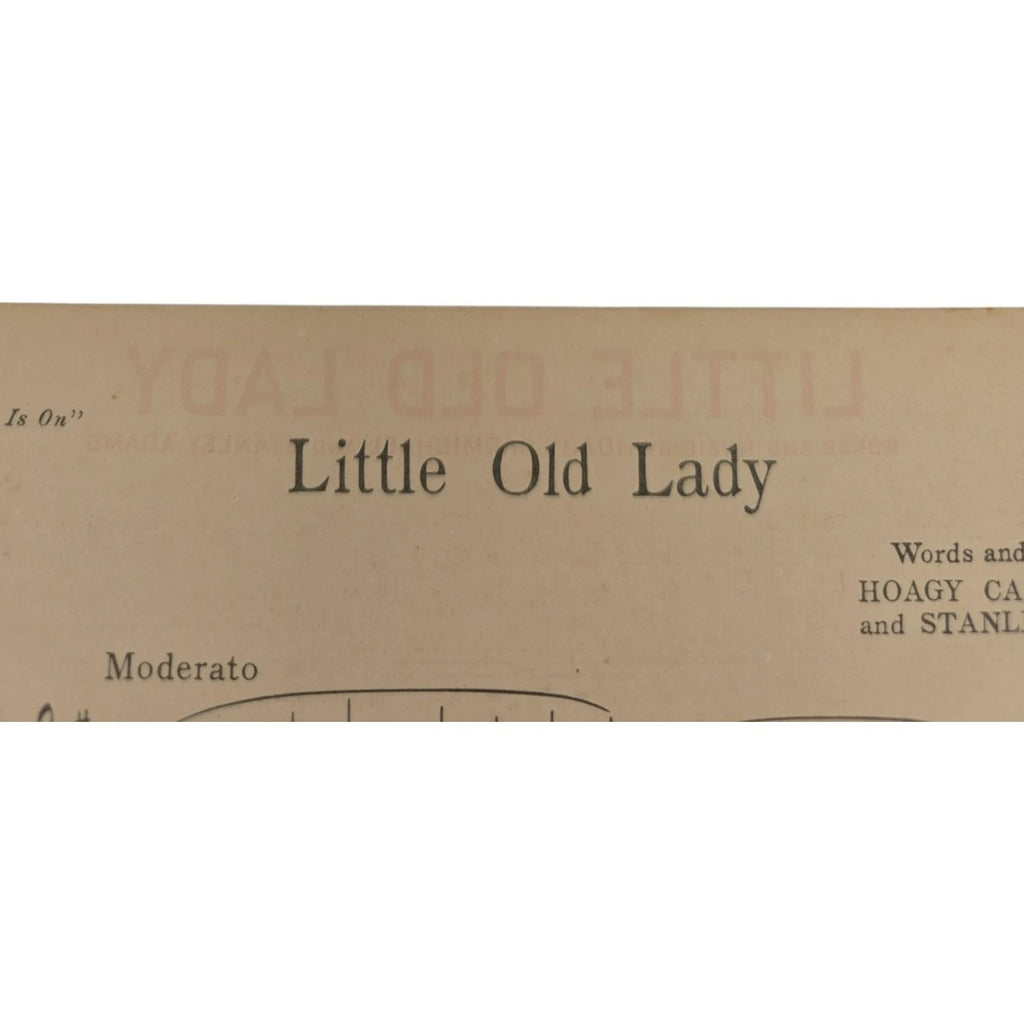 Is On”
Little Old Lady
Words and
HOAGY CA
and STANL
Moderato